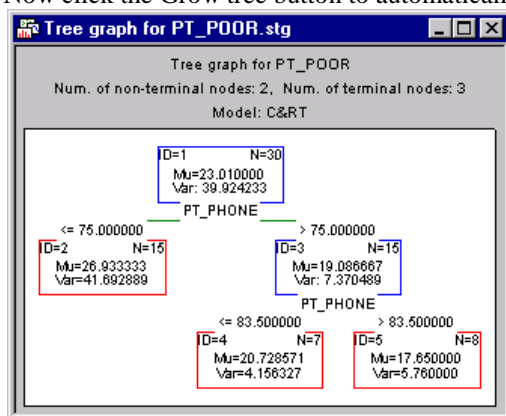 Now click the Grow tree button to automatical
Tree graph for PT_POOR.stg
Tree graph for PT_POOR
Num. of non-terminal nodes: 2, Num. of terminal nodes: 3
Model: C&RT
ID=1 N=30
Mu=23.010000
Var: 39.924233
PT_PHONE
<= 75.000000 > 75.000000
ID=2 N=15 ID=3 N=15
Mu=26.933333 Mu=19.086667
Var=41.692889 Var: 7.370489
PT_PHONE
<= 83.500000 > 83.500000
ID=4 N=7 ID=5 N=8
Mu=20.728571 Mu=17.650000
Var=4.156327 Var=5.760000